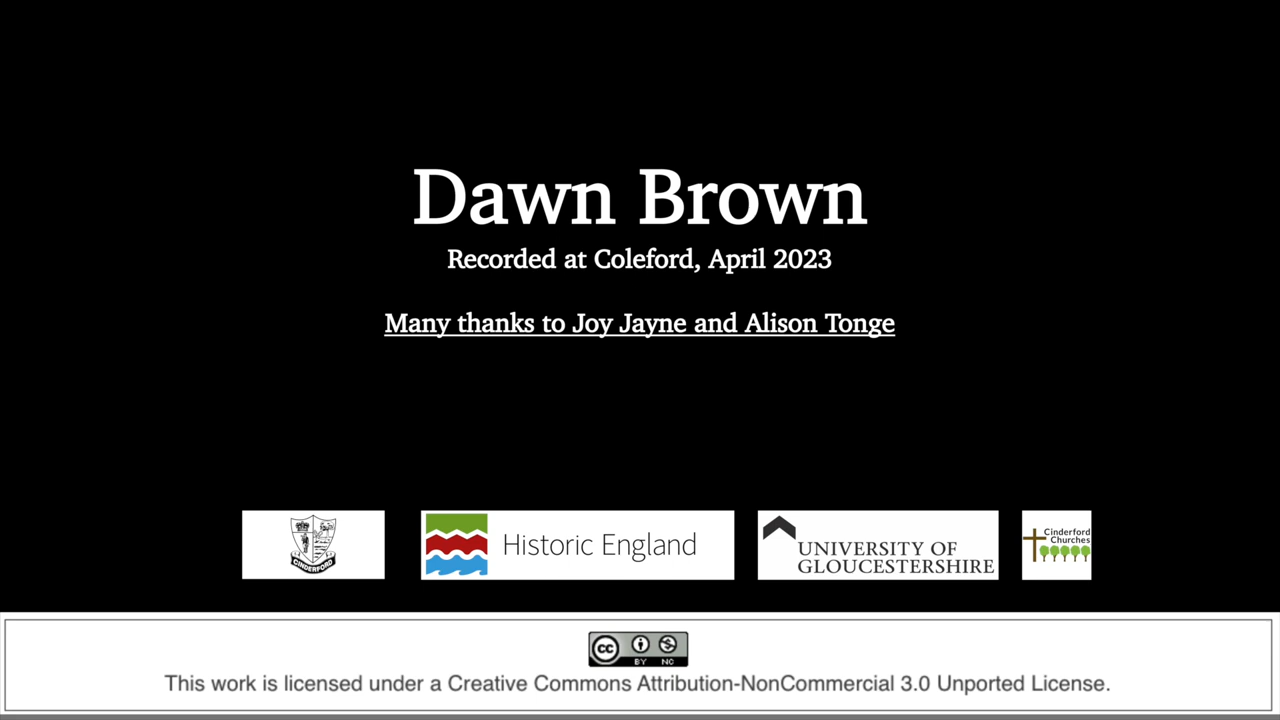 Dawn Brown
Recorded at Coleford, April 2023
Many thanks to Joy Jayne and Alison Tonge
CINDERFORD
Historic England
UNIVERSITY OF
GLOUCESTERSHIRE
Cinderford
Churches
cc
BY NC
This work is licensed under a Creative Commons Attribution-NonCommercial 3.0 Unported License.